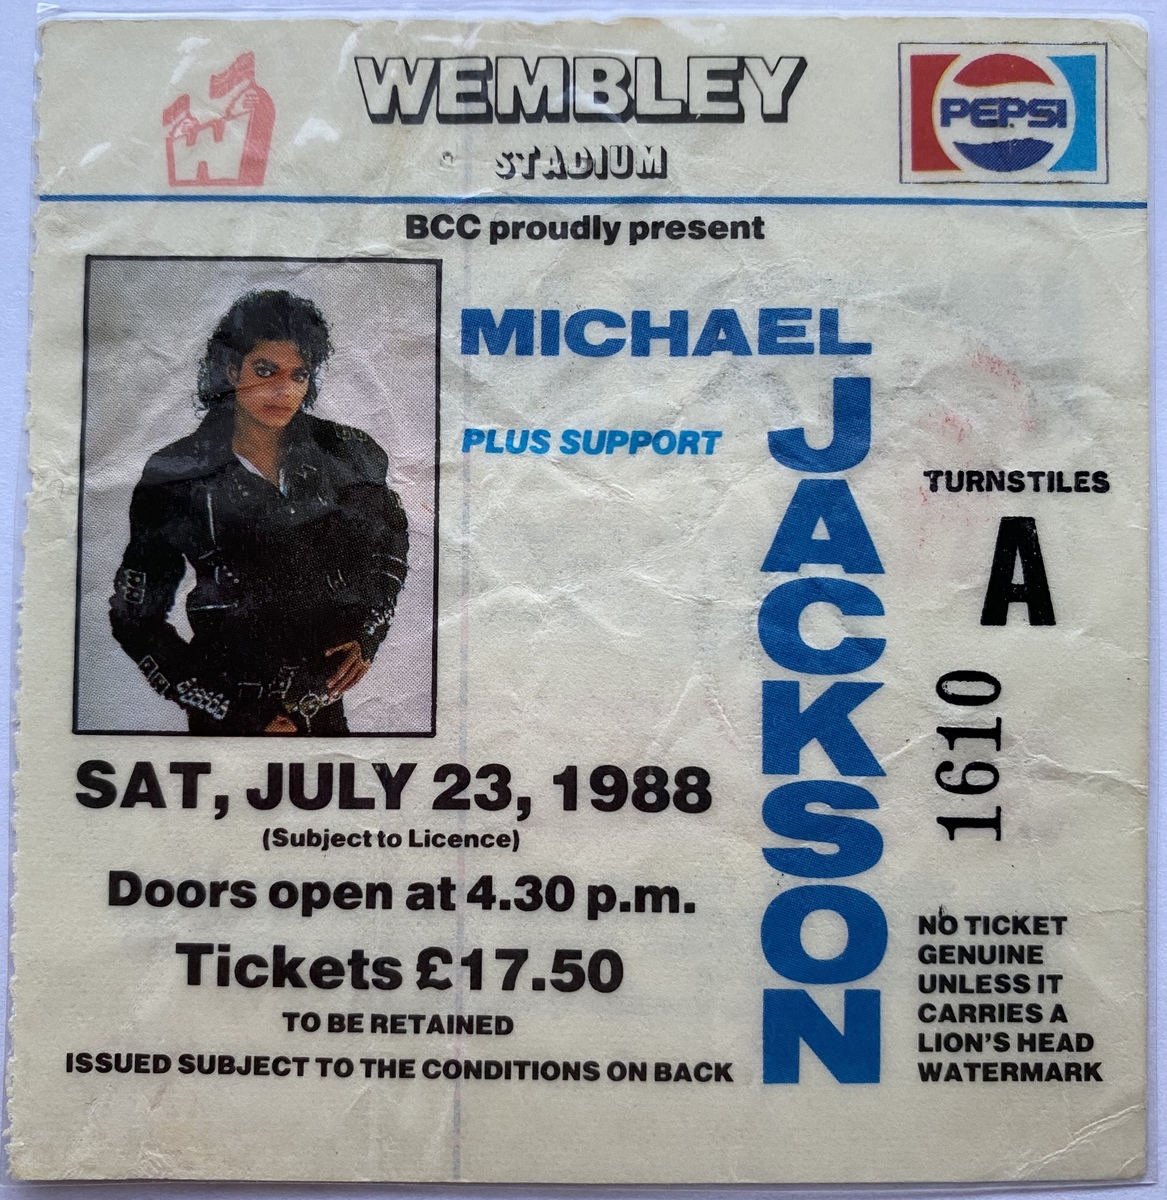 WEMBLEY
STADIUM
PEPSI
W
BCC proudly present
MICHAEL
JACKSON
PLUS SUPPORT
TURNSTILES
A
1610
SAT, JULY 23, 1988
(Subject to Licence)
Doors open at 4.30 p.m.
Tickets £17.50
TO BE RETAINED
ISSUED SUBJECT TO THE CONDITIONS ON BACK
NO TICKET
GENUINE
UNLESS IT
CARRIES A
LION'S HEAD
WATERMARK